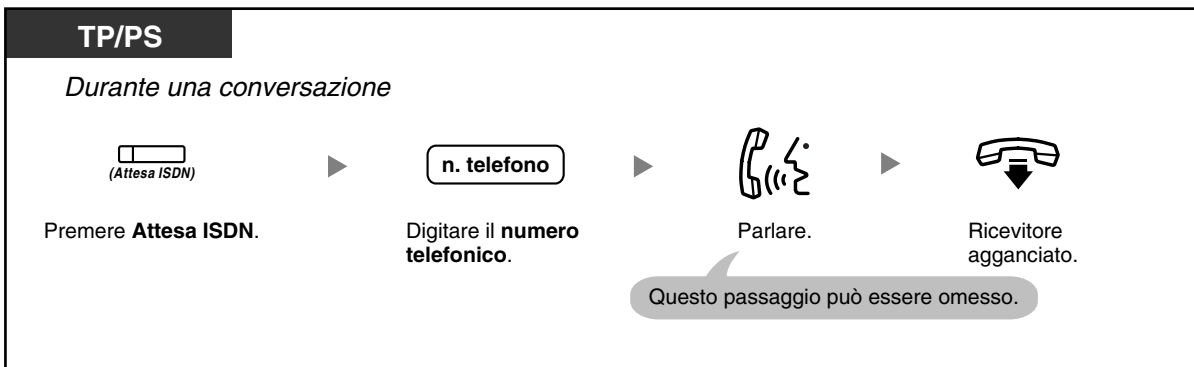 TP/PS
Durante una conversazione
(Attesa ISDN)
n. telefono
Premere Attesa ISDN.
Digitare il numero
telefonico.
Parlare.
Ricevitore
agganciato.
Questo passaggio può essere omesso.